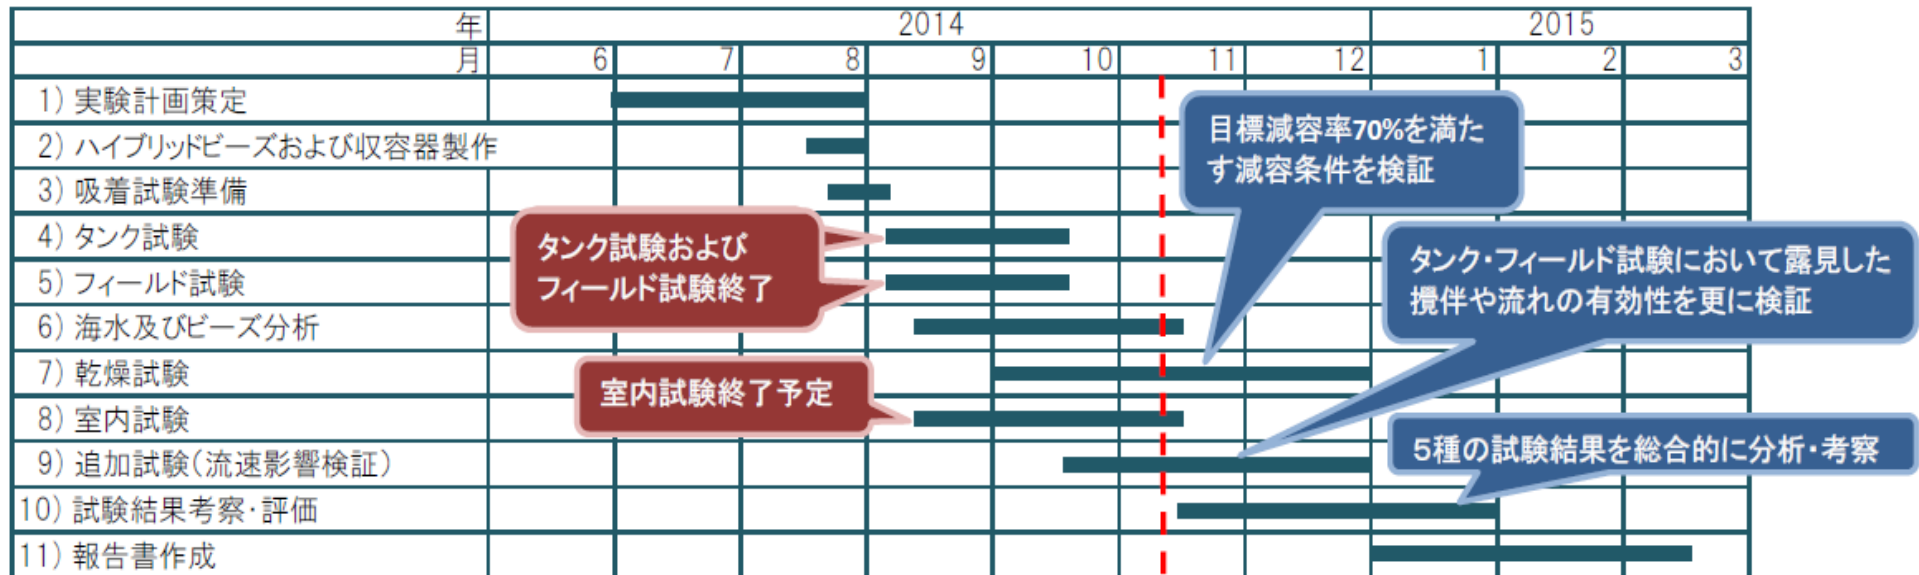 年 2014 2015
月 6 7 8 9 10 11 12 1 2 3
1) 実験計画策定
2) ハイブリッドビーズおよび収容器製作
3) 吸着試験準備
4) タンク試験
5) フィールド試験
6) 海水及びビーズ分析
7) 乾燥試験
8) 室内試験
9) 追加試験(流速影響検証)
10) 試験結果考察・評価
11) 報告書作成
目標減容率70%を満た
す減容条件を検証
タンク試験および
フィールド試験終了
タンク・フィールド試験において露見した
攪伴や流れの有効性を更に検証
室内試験終了予定
5種の試験結果を総合的に分析・考察